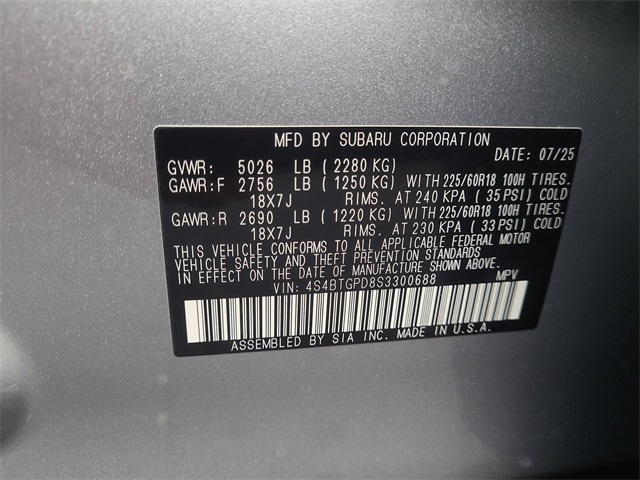 MFD BY SUBARU CORPORATION
GVWR: 5026 LB ( 2280 KG) DATE: 07/25
GAWR:F 2756 LB ( 1250 KG) WITH 225/60R18 100H TIRES.
18X7J RIMS. AT 240 KPA ( 35 PSI) COLD
GAWR:R 2690 LB ( 1220 KG) WITH 225/60R18 100H TIRES.
18X7J RIMS. AT 230 KPA ( 33 PSI) COLD
THIS VEHICLE CONFORMS TO ALL APPLICABLE FEDERAL MOTOR
VEHICLE SAFETY AND THEFT PREVENTION STANDARDS
IN EFFECT ON THE DATE OF MANUFACTURE SHOWN ABOVE.
VIN: 4S4BTGPD8S3300688 MPV
ASSEMBLED BY SIA INC. MADE IN U.S.A.